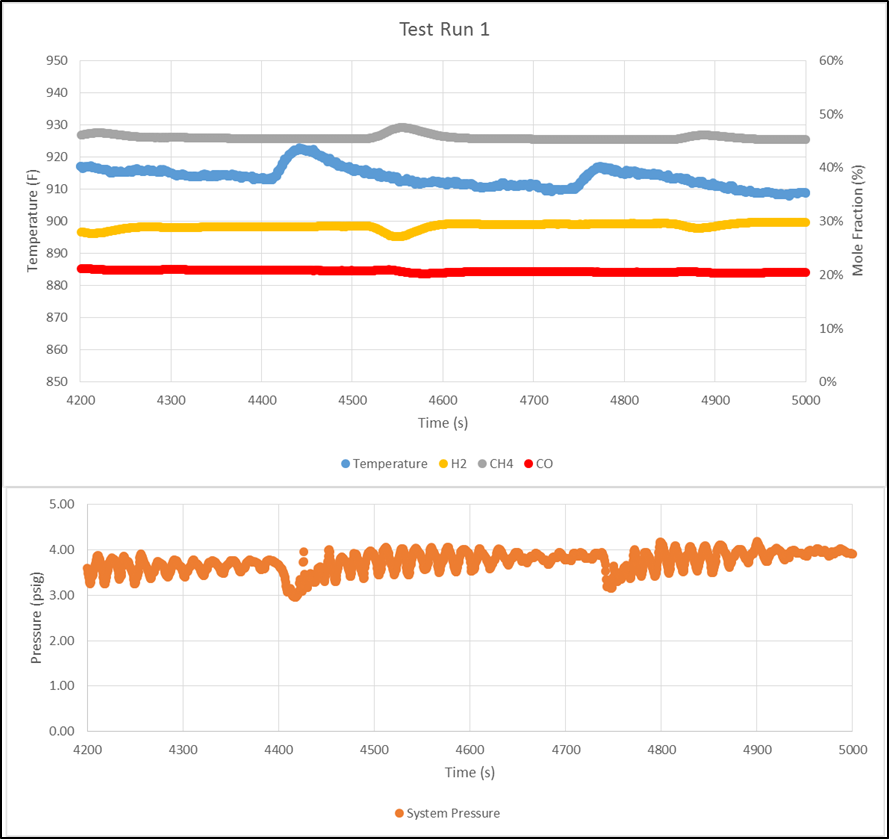 Test Run 1
950
940
930
920
910
900
890
880
870
860
850
Temperature (F)
60%
50%
40%
30%
20%
10%
0%
Mole Fraction (%)
4200 4300 4400 4500 4600 4700 4800 4900 5000
Time (s)
Temperature H2 CH4 CO
5.00
4.00
3.00
2.00
1.00
0.00
Pressure (psig)
4200 4300 4400 4500 4600 4700 4800 4900 5000
Time (s)
System Pressure